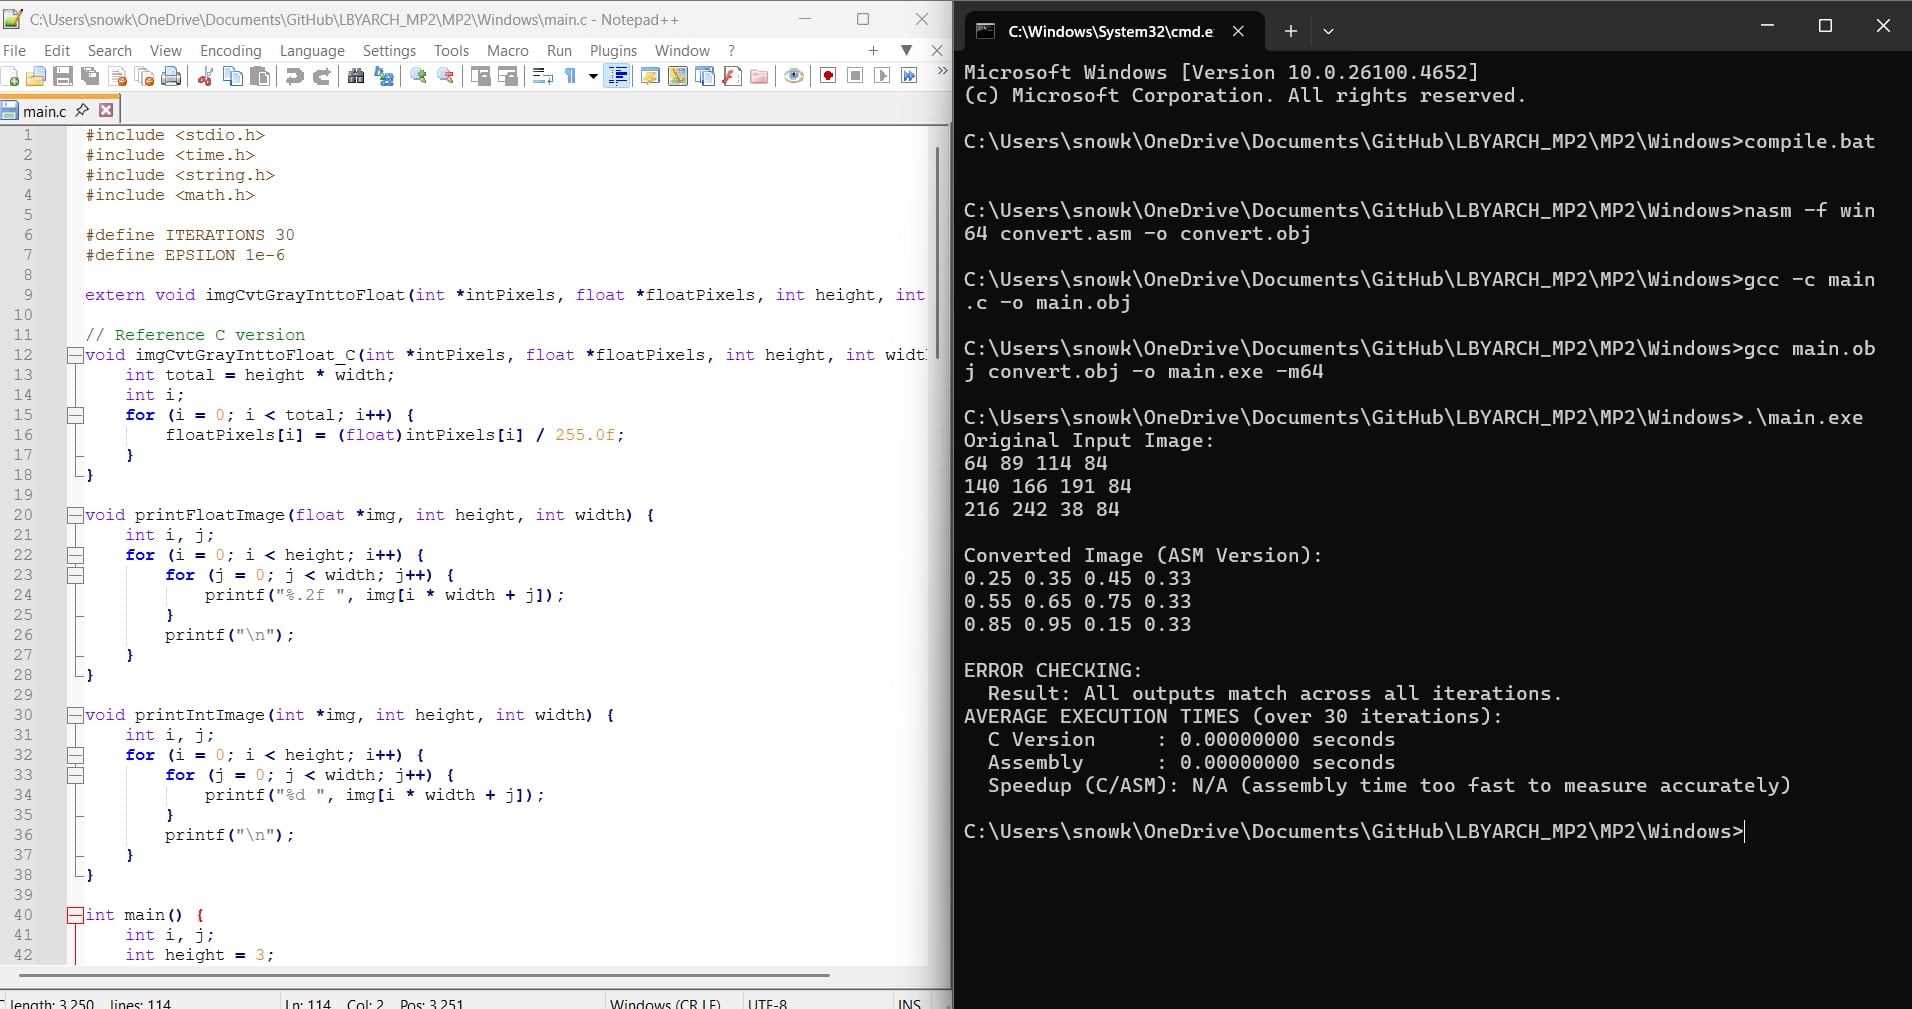 C:\Users\snowk\OneDrive\Documents\GitHub\LBYARCH_MP2\MP2\Windows\main.c - Notepad++
File Edit Search View Encoding Language Settings Tools Macro Run Plugins Window ?
main.c
1 #include <stdio.h>
2 #include <time.h>
3 #include <string.h>
4 #include <math.h>
5
6 #define ITERATIONS 30
7 #define EPSILON 1e-6
8
9 extern void imgCvtGrayInttoFloat(int *intPixels, float *floatPixels, int height, int
10
11 // Reference C version
12 void imgCvtGrayInttoFloat_C(int *intPixels, float *floatPixels, int height, int widt
13     int total = height * width;
14     int i;
15     for (i = 0; i < total; i++) {
16         floatPixels[i] = (float)intPixels[i] / 255.0f;
17     }
18 }
19
20 void printFloatImage(float *img, int height, int width) {
21     int i, j;
22     for (i = 0; i < height; i++) {
23         for (j = 0; j < width; j++) {
24             printf("%.2f ", img[i * width + j]);
25         }
26         printf("\n");
27     }
28 }
29
30 void printIntImage(int *img, int height, int width) {
31     int i, j;
32     for (i = 0; i < height; i++) {
33         for (j = 0; j < width; j++) {
34             printf("%d ", img[i * width + j]);
35         }
36         printf("\n");
37     }
38 }
39
40 int main() {
41     int i, j;
42     int height = 3;
length: 3,250 lines: 114 Ln: 114 Col: 2 Pos: 3,251 Windows (CR LF) UTF-8 INS
C:\Windows\System32\cmd.e
Microsoft Windows [Version 10.0.26100.4652]
(c) Microsoft Corporation. All rights reserved.
C:\Users\snowk\OneDrive\Documents\GitHub\LBYARCH_MP2\MP2\Windows>compile.bat
C:\Users\snowk\OneDrive\Documents\GitHub\LBYARCH_MP2\MP2\Windows>nasm -f win
64 convert.asm -o convert.obj
C:\Users\snowk\OneDrive\Documents\GitHub\LBYARCH_MP2\MP2\Windows>gcc -c main
.c -o main.obj
C:\Users\snowk\OneDrive\Documents\GitHub\LBYARCH_MP2\MP2\Windows>gcc main.ob
j convert.obj -o main.exe -m64
C:\Users\snowk\OneDrive\Documents\GitHub\LBYARCH_MP2\MP2\Windows>.\main.exe
Original Input Image:
64 89 114 84
140 166 191 84
216 242 38 84
Converted Image (ASM Version):
0.25 0.35 0.45 0.33
0.55 0.65 0.75 0.33
0.85 0.95 0.15 0.33
ERROR CHECKING:
  Result: All outputs match across all iterations.
AVERAGE EXECUTION TIMES (over 30 iterations):
  C Version     : 0.00000000 seconds
  Assembly      : 0.00000000 seconds
  Speedup (C/ASM): N/A (assembly time too fast to measure accurately)
C:\Users\snowk\OneDrive\Documents\GitHub\LBYARCH_MP2\MP2\Windows>